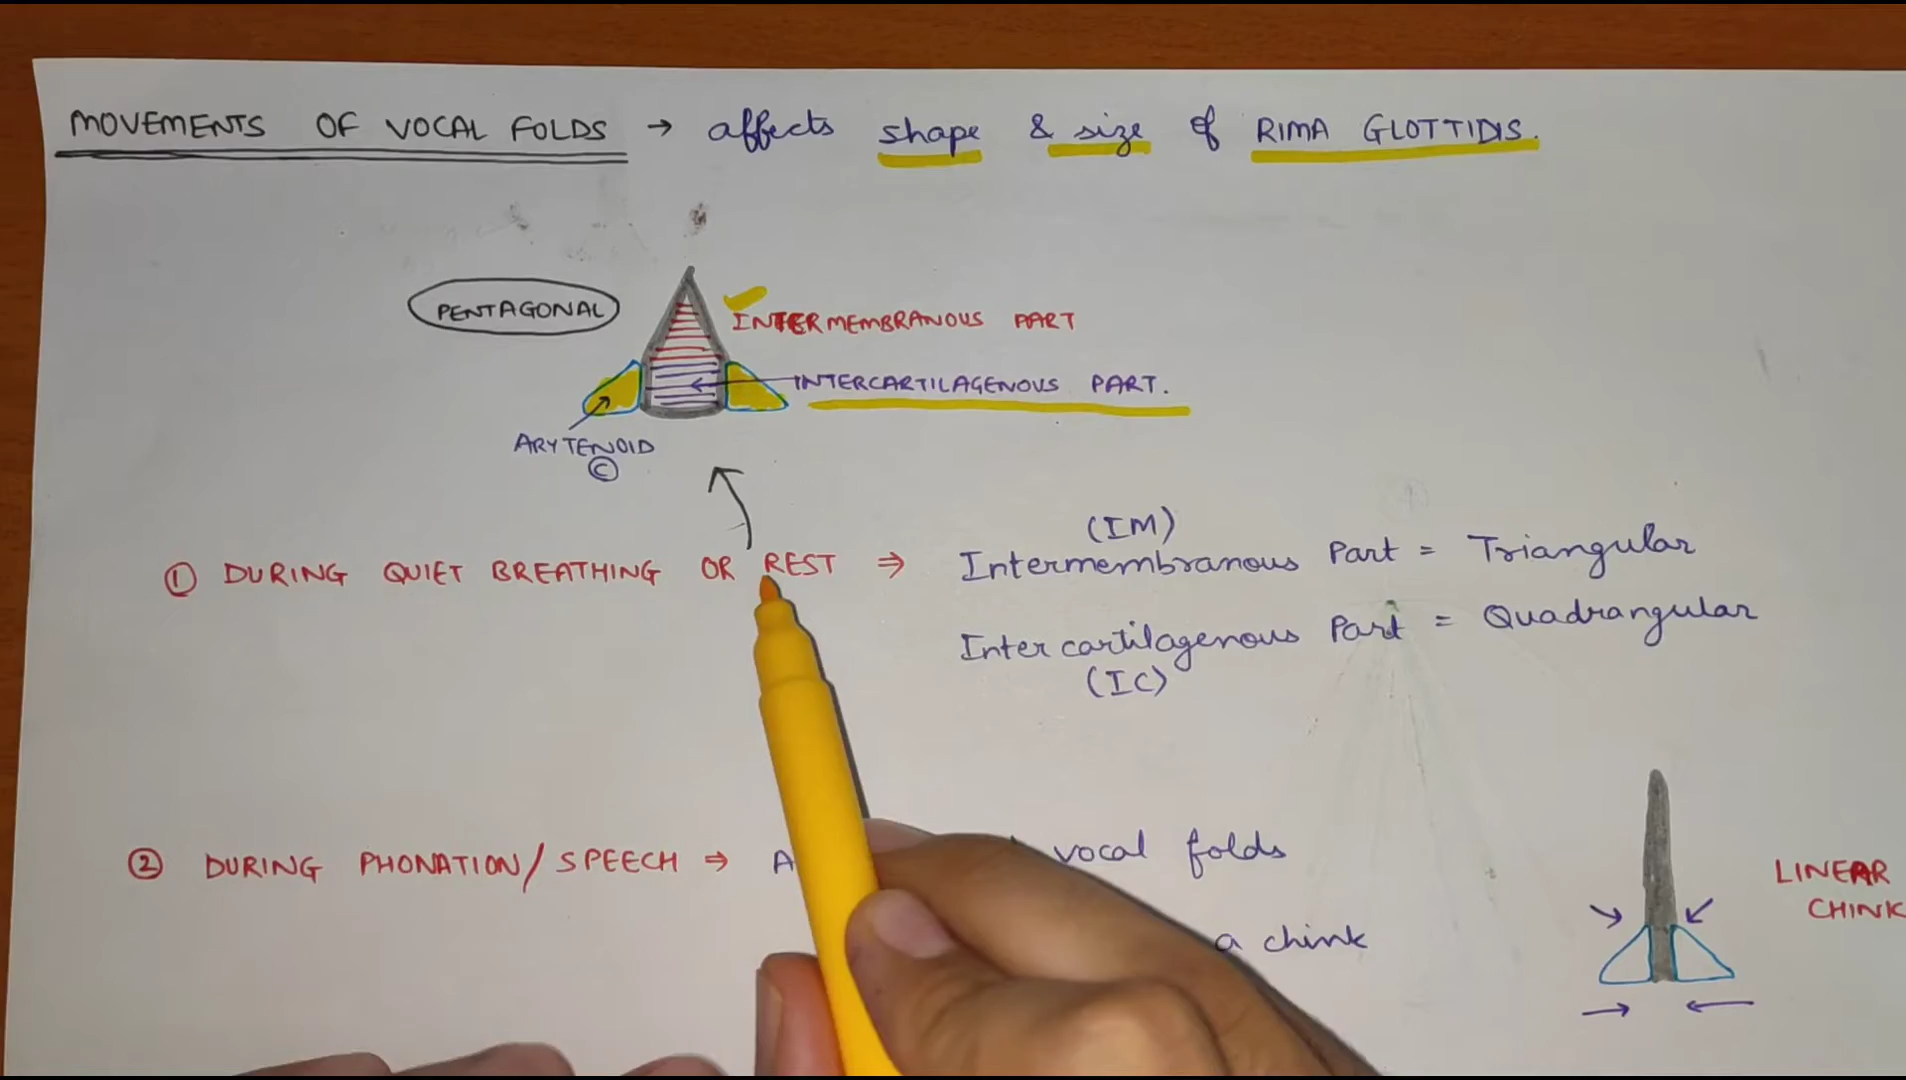 MOVEMENTS OF VOCAL FOLDS → affects shape & size of RIMA GLOTTIDIS.
PENTAGONAL
INTERMEMBRANOUS PART
INTERCARTILAGENOUS PART.
ARYTENOID
©
(IM)
① DURING QUIET BREATHING OR REST ⇒ Intermembranous Part = Triangular
Inter cartilagenous Part = Quadrangular
(IC)
② DURING PHONATION/SPEECH ⇒ vocal folds
a chink
LINEAR
CHINK